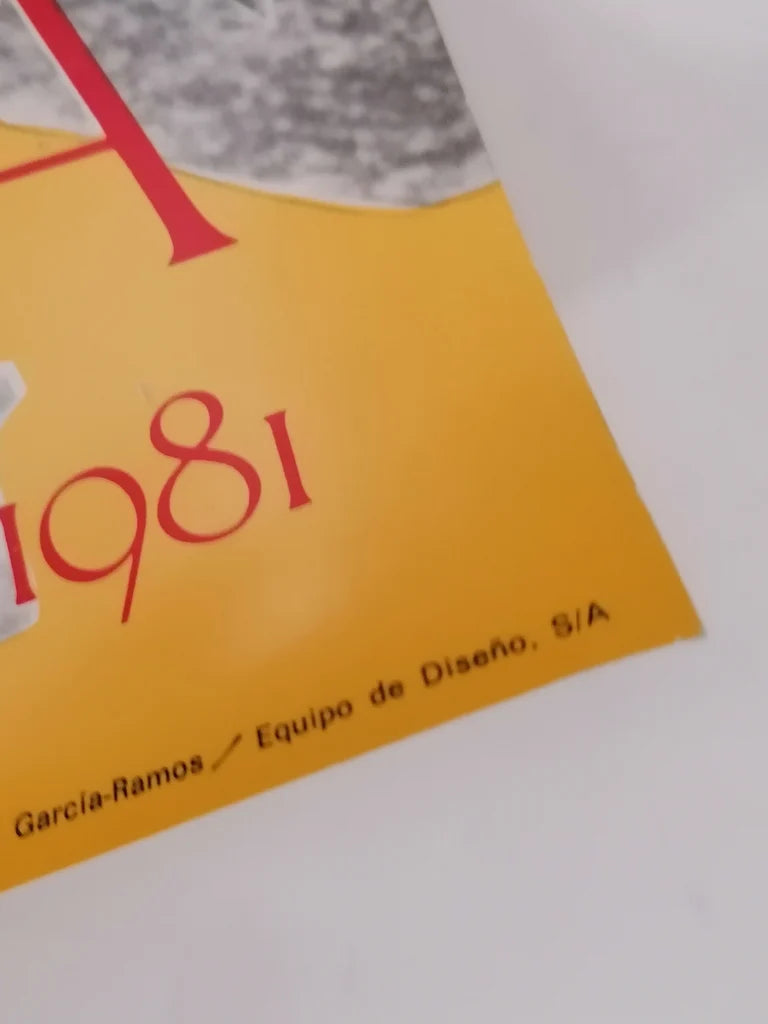 A
1981
García-Ramos / Equipo de Diseño, S/A